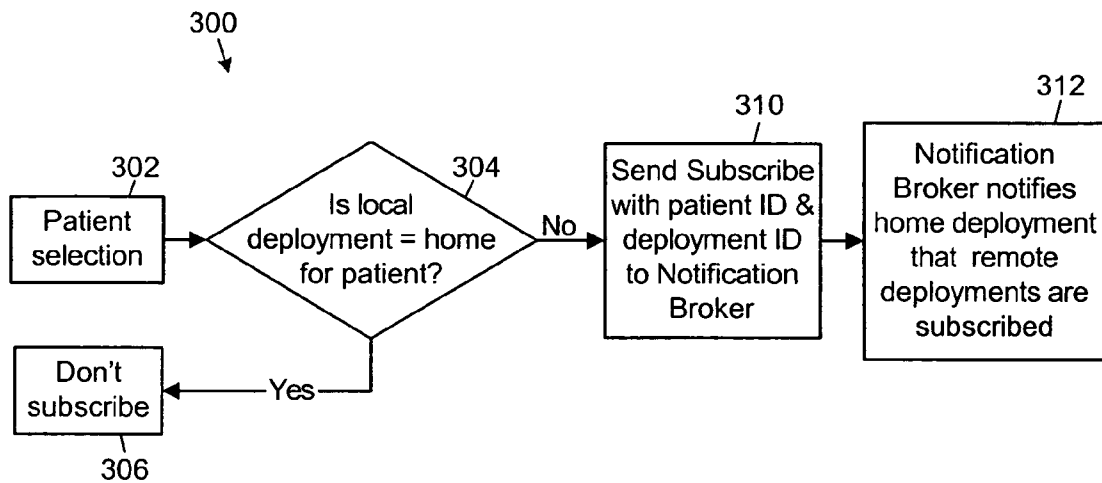 300
302
Patient
selection
304
Is local
deployment = home
for patient?
No
310
Send Subscribe
with patient ID &
deployment ID
to Notification
Broker
312
Notification
Broker notifies
home deployment
that remote
deployments are
subscribed
Yes
Don't
subscribe
306